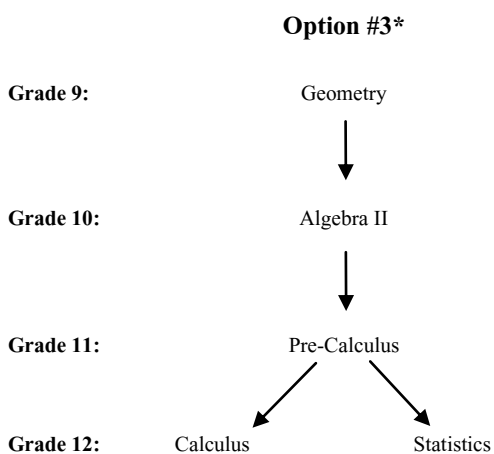 Option #3*
Grade 9: Geometry
Grade 10: Algebra II
Grade 11: Pre-Calculus
Grade 12: Calculus Statistics